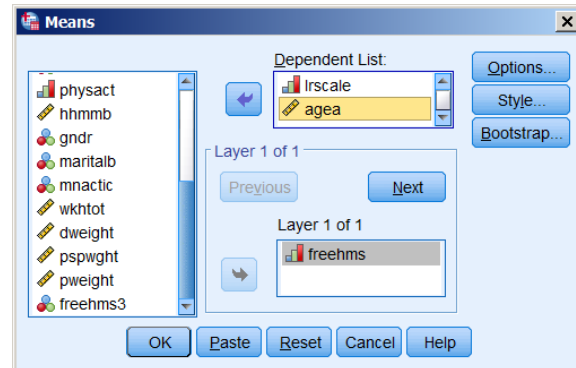 Means
physact
hhmmb
gndr
maritalb
mnactic
wkhtot
dweight
pspwght
pweight
freehms3
Dependent List:
lrscale
agea
Layer 1 of 1
Previous
Next
Layer 1 of 1
freehms
Options...
Style...
Bootstrap...
OK
Paste
Reset
Cancel
Help